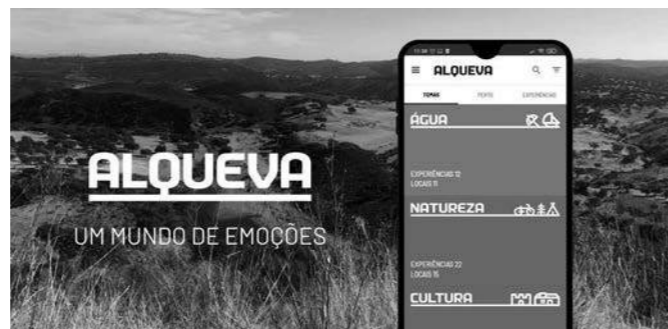 ALQUEVA
UM MUNDO DE EMOÇÕES
ALQUEVA
TEMAS PERTO EXPERIÊNCIAS
ÁGUA
EXPERIÊNCIAS 12
LOCAIS 11
NATUREZA
EXPERIÊNCIAS 22
LOCAIS 15
CULTURA